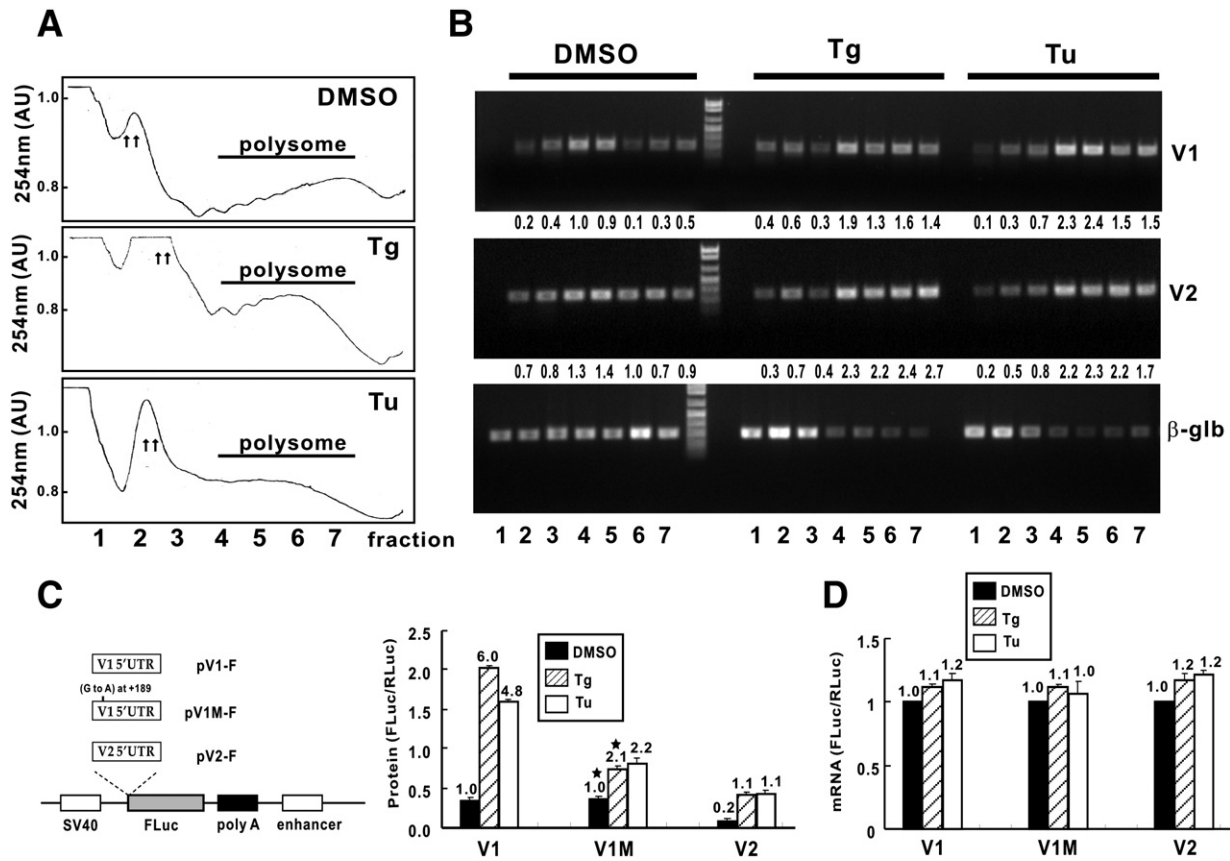 A
DMSO
1.0
0.8
254nm (AU)
↑↑
polysome
Tg
1.0
0.8
254nm (AU)
↑↑
polysome
Tu
1.0
0.8
254nm (AU)
↑↑
polysome
1 2 3 4 5 6 7 fraction
B
DMSO Tg Tu
V1
0.2 0.4 1.0 0.9 0.1 0.3 0.5 0.4 0.6 0.3 1.9 1.3 1.6 1.4 0.1 0.3 0.7 2.3 2.4 1.5 1.5
V2
0.7 0.8 1.3 1.4 1.0 0.7 0.9 0.3 0.7 0.4 2.3 2.2 2.4 2.7 0.2 0.5 0.8 2.2 2.3 2.2 1.7
β-glb
1 2 3 4 5 6 7 1 2 3 4 5 6 7 1 2 3 4 5 6 7
C
V1 5'UTR pV1-F
(G to A) at +189
V1 5'UTR pV1M-F
V2 5'UTR pV2-F
SV40 FLuc poly A enhancer
Protein (FLuc/RLuc)
2.5
2.0
1.5
1.0
0.5
0.0
DMSO
Tg
Tu
1.0 6.0 4.8
★ 1.0 ★ 2.1 2.2
0.2 1.1 1.1
V1 V1M V2
D
DMSO
Tg
Tu
mRNA (FLuc/RLuc)
1.5
1
0.5
0
1.0 1.1 1.2
1.0 1.1 1.0
1.0 1.2 1.2
V1 V1M V2